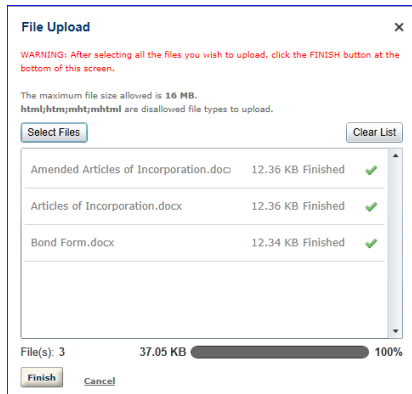 File Upload
WARNING: After selecting all the files you wish to upload, click the FINISH button at the
bottom of this screen.
The maximum file size allowed is 16 MB.
html;htm;mht;mhtml are disallowed file types to upload.
Select Files Clear List
Amended Articles of Incorporation.docx 12.36 KB Finished
Articles of Incorporation.docx 12.36 KB Finished
Bond Form.docx 12.34 KB Finished
File(s): 3 37.05 KB 100%
Finish Cancel